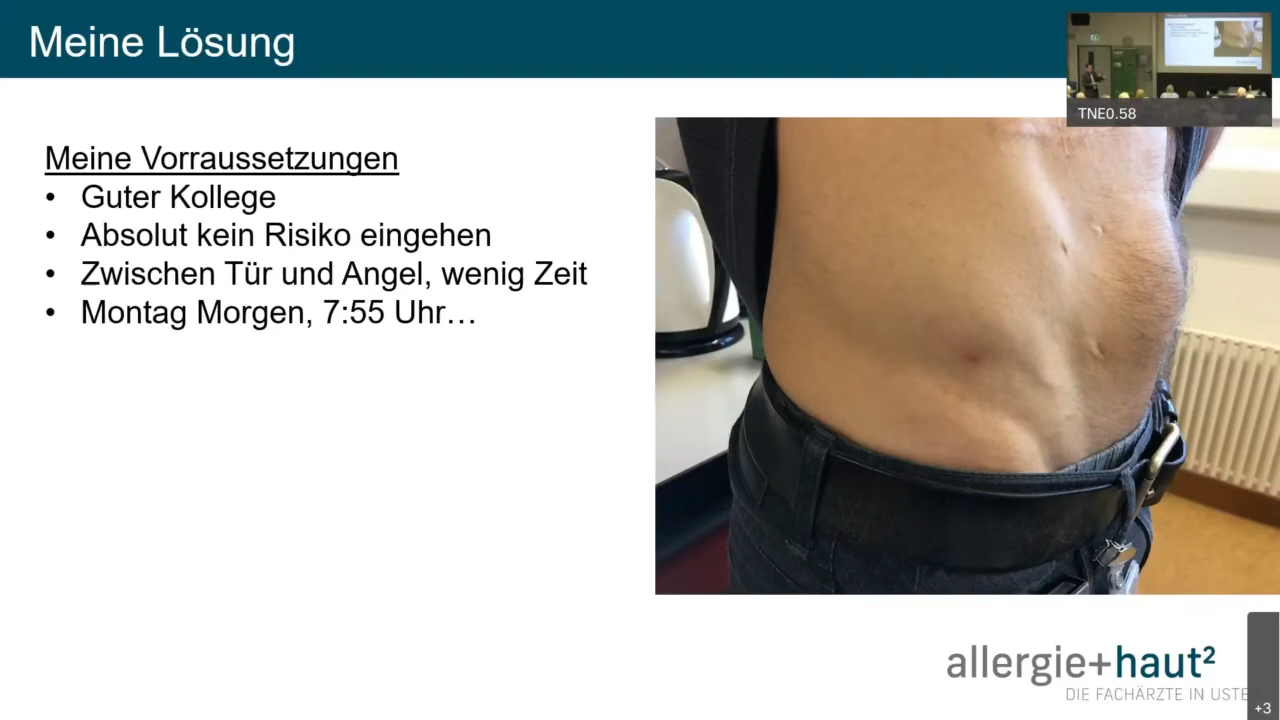 Meine Lösung
TNE0.58
Meine Vorraussetzungen
• Guter Kollege
• Absolut kein Risiko eingehen
• Zwischen Tür und Angel, wenig Zeit
• Montag Morgen, 7:55 Uhr…
allergie+haut²
DIE FACHÄRZTE IN USTE
+3